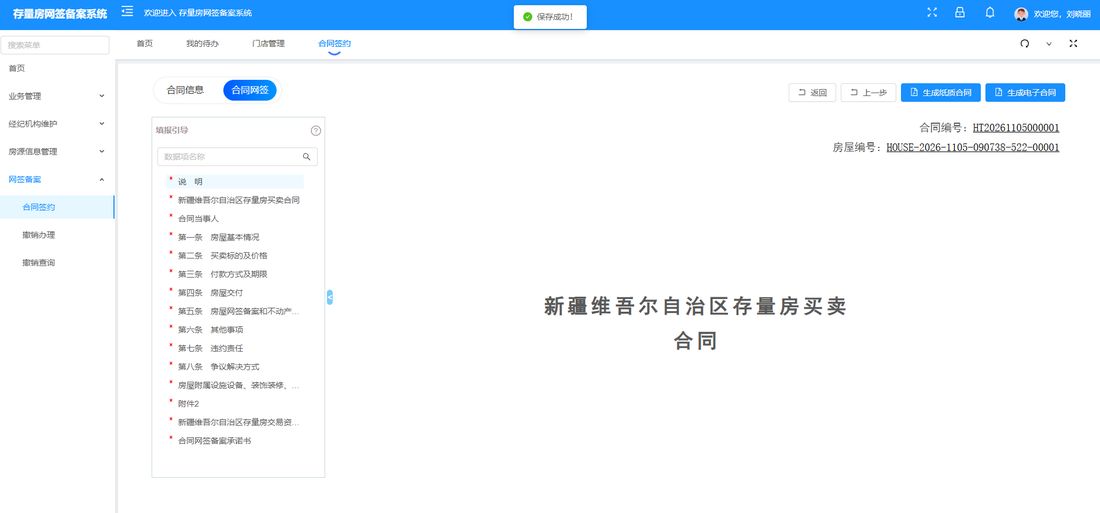 存量房网签备案系统
欢迎进入 存量房网签备案系统
保存成功！
欢迎您，刘晓丽
搜索菜单
首页
我的待办
门店管理
合同签约
首页
业务管理
经纪机构维护
房源信息管理
网签备案
合同签约
撤销办理
撤销查询
合同信息
合同网签
返回
上一步
生成纸质合同
生成电子合同
合同编号：HT20261105000001
房屋编号：HOUSE-2026-1105-090738-522-00001
填报引导
数据项名称
* 说　明
* 新疆维吾尔自治区存量房买卖合同
* 合同当事人
* 第一条　房屋基本情况
* 第二条　买卖标的及价格
* 第三条　付款方式及期限
* 第四条　房屋交付
* 第五条　房屋网签备案和不动产...
* 第六条　其他事项
* 第七条　违约责任
* 第八条　争议解决方式
* 房屋附属设施设备、装饰装修、...
* 附件2
* 新疆维吾尔自治区存量房交易资...
* 合同网签备案承诺书
新疆维吾尔自治区存量房买卖
合同